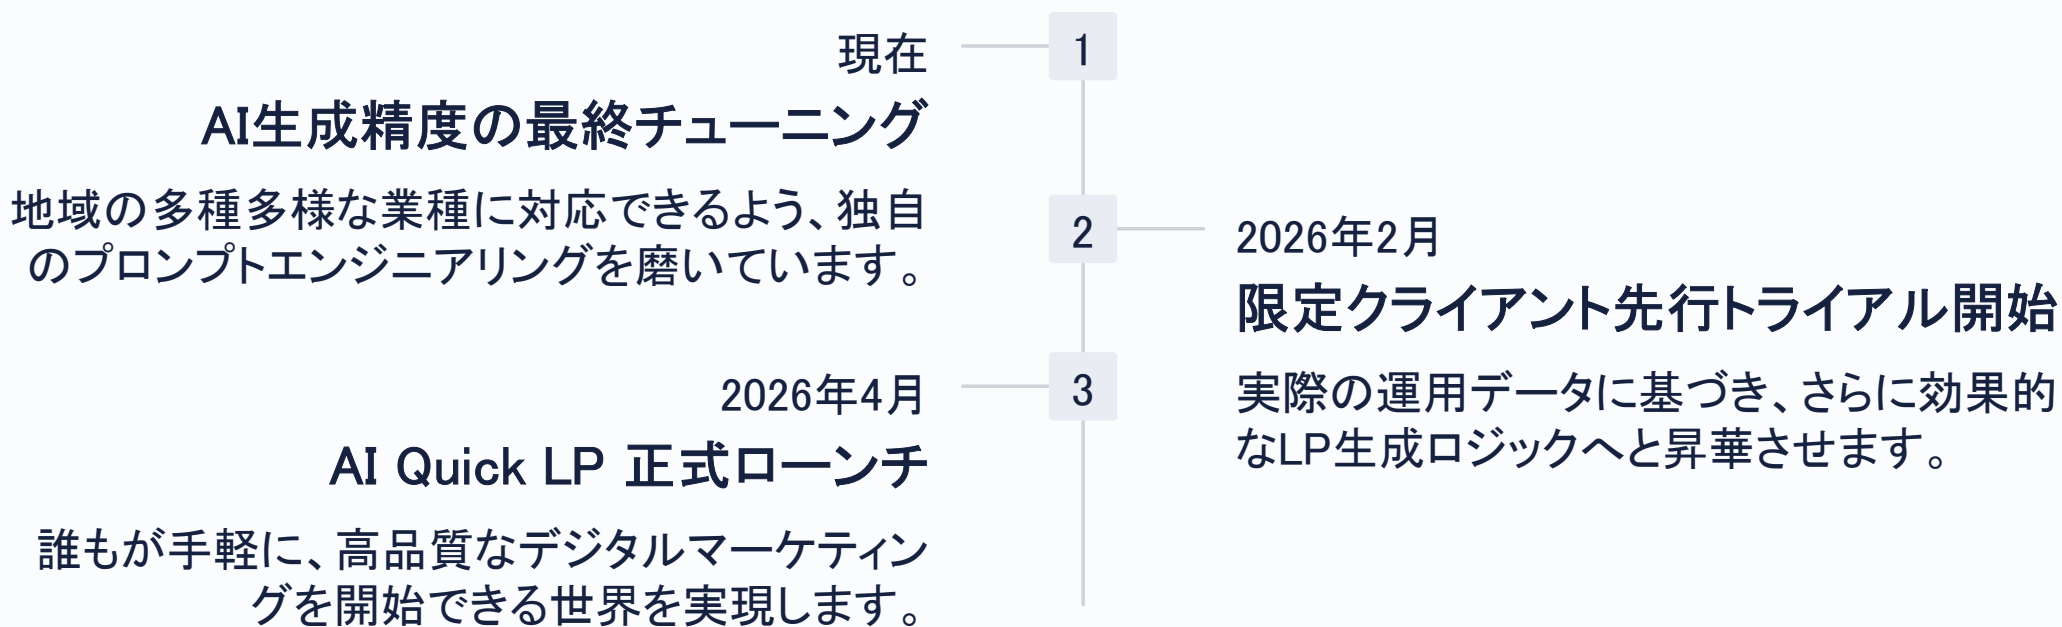 現在
1
AI生成精度の最終チューニング
地域の多種多様な業種に対応できるよう、独自
のプロンプトエンジニアリングを磨いています。
2
2026年2月
限定クライアント先行トライアル開始
実際の運用データに基づき、さらに効果的
なLP生成ロジックへと昇華させます。
2026年4月
3
AI Quick LP 正式ローンチ
誰もが手軽に、高品質なデジタルマーケティン
グを開始できる世界を実現します。